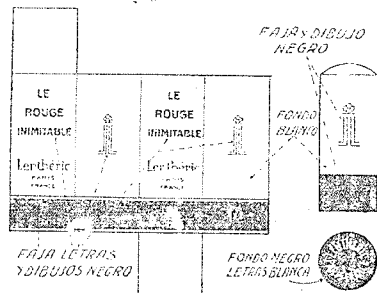 FAJA Y DIBUJO
NEGRO
LE
ROUGE
INIMITABLE
Lenthéric
PARIS
FRANCE
LE
ROUGE
INIMITABLE
Lenthéric
PARIS
FRANCE
FONDO
BLANCO
FAJA LETRAS
Y DIBUJOS NEGRO
FONDO NEGRO
LETRAS BLANCA